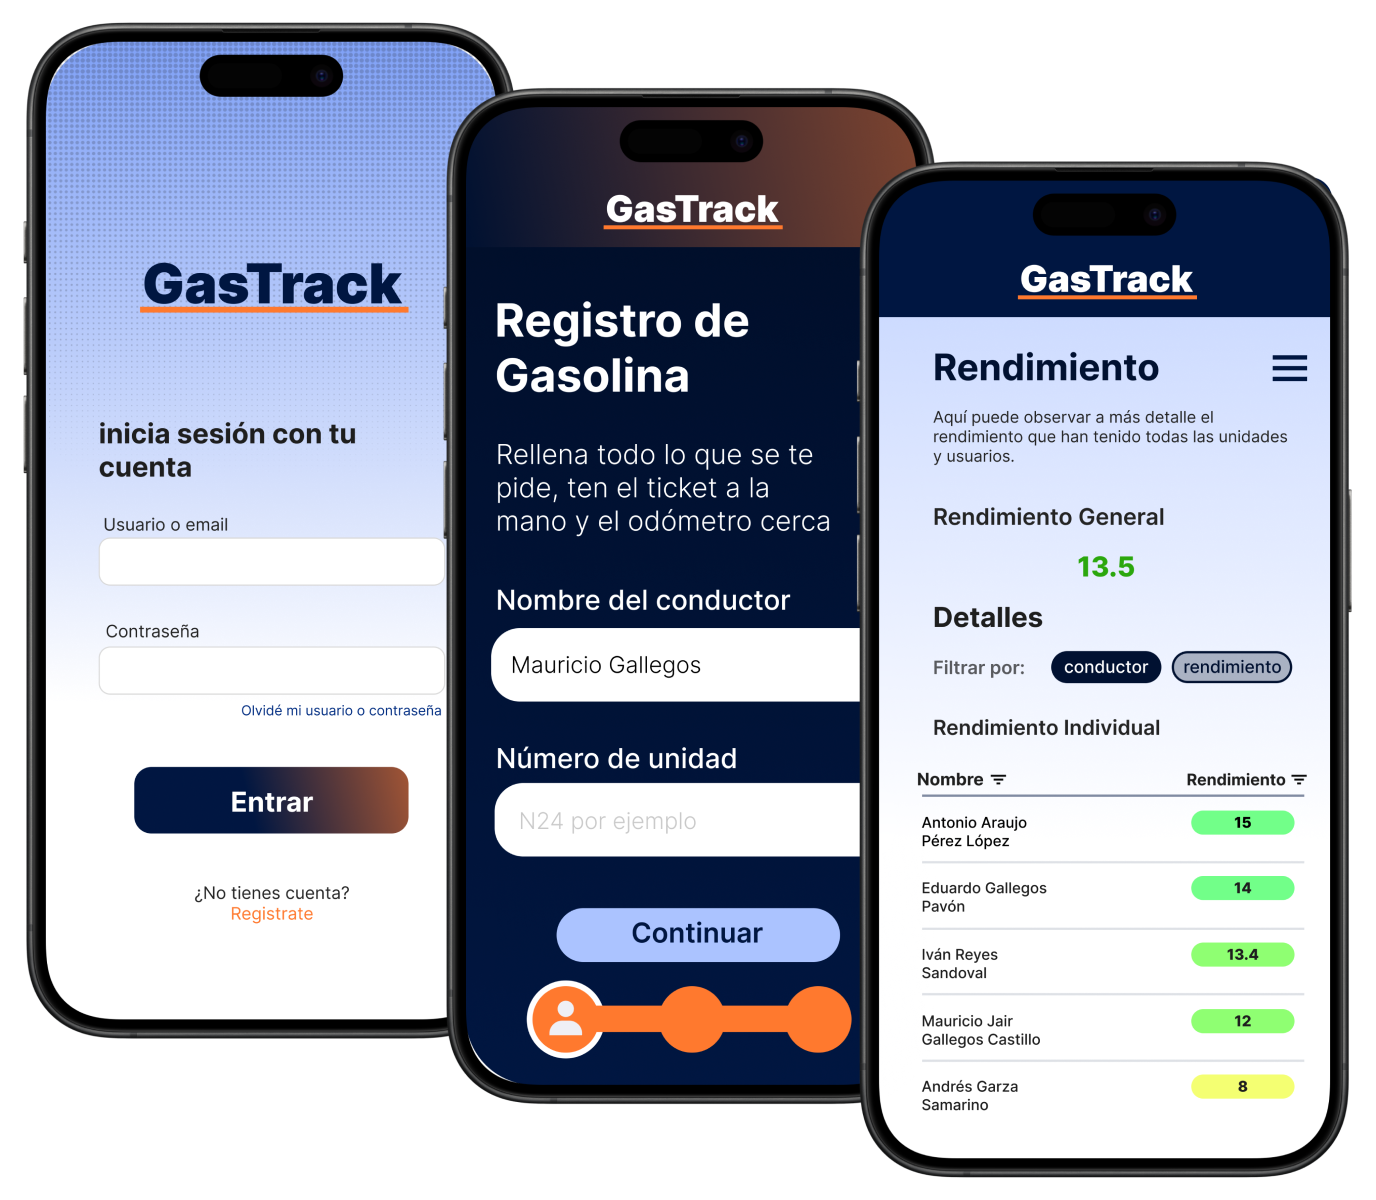 GasTrack
inicia sesión con tu
cuenta
Usuario o email
Contraseña
Olvidé mi usuario o contraseña
Entrar
¿No tienes cuenta?
Registrate
GasTrack
Registro de
Gasolina
Rellena todo lo que se te
pide, ten el ticket a la
mano y el odómetro cerca
Nombre del conductor
Mauricio Gallegos
Número de unidad
N24 por ejemplo
Continuar
GasTrack
Rendimiento
Aquí puede observar a más detalle el
rendimiento que han tenido todas las unidades
y usuarios.
Rendimiento General
13.5
Detalles
Filtrar por: conductor rendimiento
Rendimiento Individual
Nombre Rendimiento
Antonio Araujo
Pérez López
15
Eduardo Gallegos
Pavón
14
Iván Reyes
Sandoval
13.4
Mauricio Jair
Gallegos Castillo
12
Andrés Garza
Samarino
8